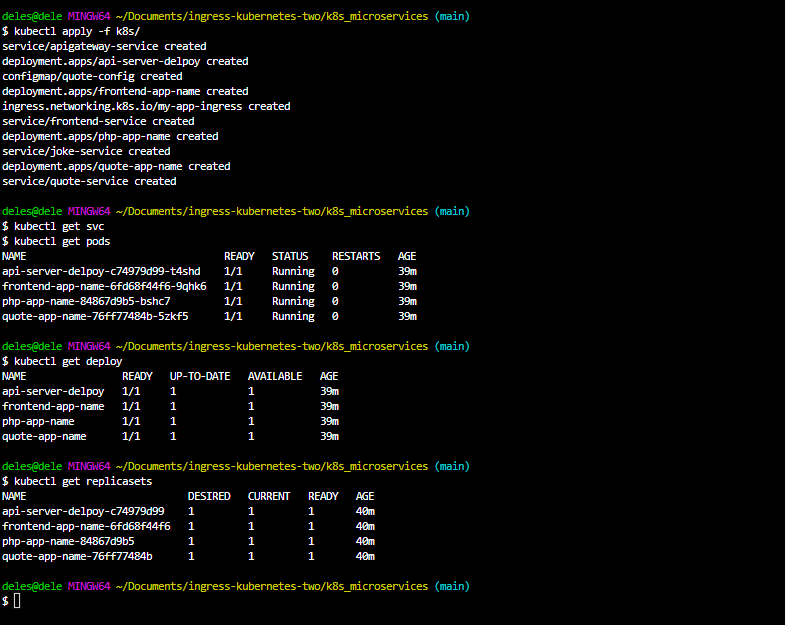 deles@dele MINGW64 ~/Documents/ingress-kubernetes-two/k8s_microservices (main)
$ kubectl apply -f k8s/
service/apigateway-service created
deployment.apps/api-server-delpoy created
configmap/quote-config created
deployment.apps/frontend-app-name created
ingress.networking.k8s.io/my-app-ingress created
service/frontend-service created
deployment.apps/php-app-name created
service/joke-service created
deployment.apps/quote-app-name created
service/quote-service created
deles@dele MINGW64 ~/Documents/ingress-kubernetes-two/k8s_microservices (main)
$ kubectl get svc
$ kubectl get pods
NAME READY STATUS RESTARTS AGE
api-server-delpoy-c74979d99-t4shd 1/1 Running 0 39m
frontend-app-name-6fd68f44f6-9qhk6 1/1 Running 0 39m
php-app-name-84867d9b5-bshc7 1/1 Running 0 39m
quote-app-name-76ff77484b-5zkf5 1/1 Running 0 39m
deles@dele MINGW64 ~/Documents/ingress-kubernetes-two/k8s_microservices (main)
$ kubectl get deploy
NAME READY UP-TO-DATE AVAILABLE AGE
api-server-delpoy 1/1 1 1 39m
frontend-app-name 1/1 1 1 39m
php-app-name 1/1 1 1 39m
quote-app-name 1/1 1 1 39m
deles@dele MINGW64 ~/Documents/ingress-kubernetes-two/k8s_microservices (main)
$ kubectl get replicasets
NAME DESIRED CURRENT READY AGE
api-server-delpoy-c74979d99 1 1 1 40m
frontend-app-name-6fd68f44f6 1 1 1 40m
php-app-name-84867d9b5 1 1 1 40m
quote-app-name-76ff77484b 1 1 1 40m
deles@dele MINGW64 ~/Documents/ingress-kubernetes-two/k8s_microservices (main)
$